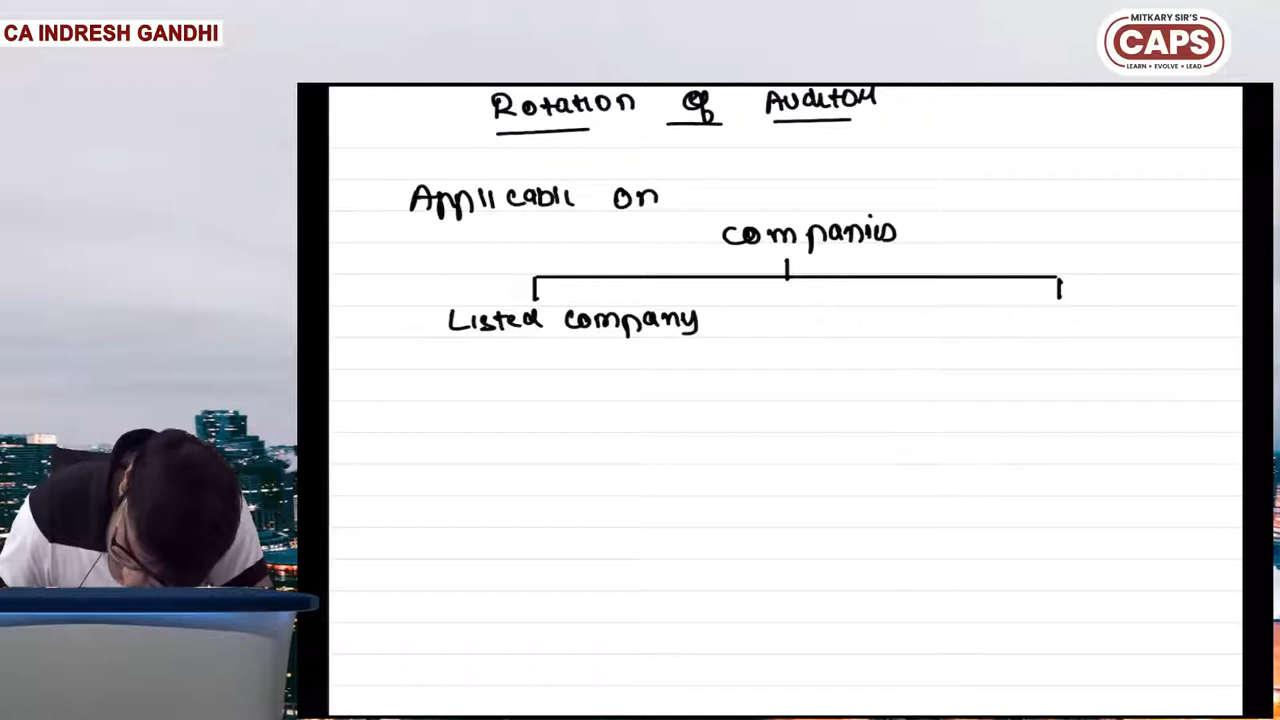 CA INDRESH GANDHI
MITKARY SIR'S
CAPS
LEARN • EVOLVE • LEAD
Rotation of Auditor
Applicable on
companies
Listed company